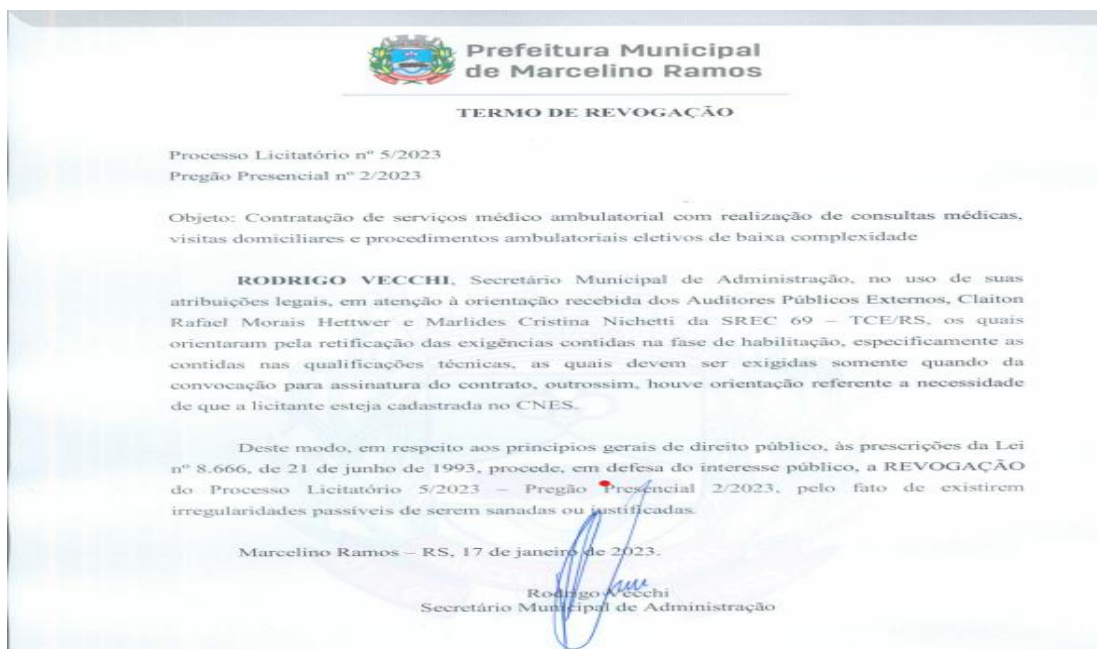 Prefeitura Municipal
de Marcelino Ramos
TERMO DE REVOGAÇÃO
Processo Licitatório nº 5/2023
Pregão Presencial nº 2/2023
Objeto: Contratação de serviços médico ambulatorial com realização de consultas médicas,
visitas domiciliares e procedimentos ambulatoriais eletivos de baixa complexidade
RODRIGO VECCHI, Secretário Municipal de Administração, no uso de suas
atribuições legais, em atenção à orientação recebida dos Auditores Públicos Externos, Claiton
Rafael Morais Hettwer e Marlides Cristina Nichetti da SREC 69 – TCE/RS, os quais
orientaram pela retificação das exigências contidas na fase de habilitação, especificamente as
contidas nas qualificações técnicas, as quais devem ser exigidas somente quando da
convocação para assinatura do contrato, outrossim, houve orientação referente a necessidade
de que a licitante esteja cadastrada no CNES.
Deste modo, em respeito aos princípios gerais de direito público, às prescrições da Lei
nº 8.666, de 21 de junho de 1993, procede, em defesa do interesse público, a REVOGAÇÃO
do Processo Licitatório 5/2023 – Pregão Presencial 2/2023, pelo fato de existirem
irregularidades passíveis de serem sanadas ou justificadas.
Marcelino Ramos – RS, 17 de janeiro de 2023.
Rodrigo Vecchi
Secretário Municipal de Administração